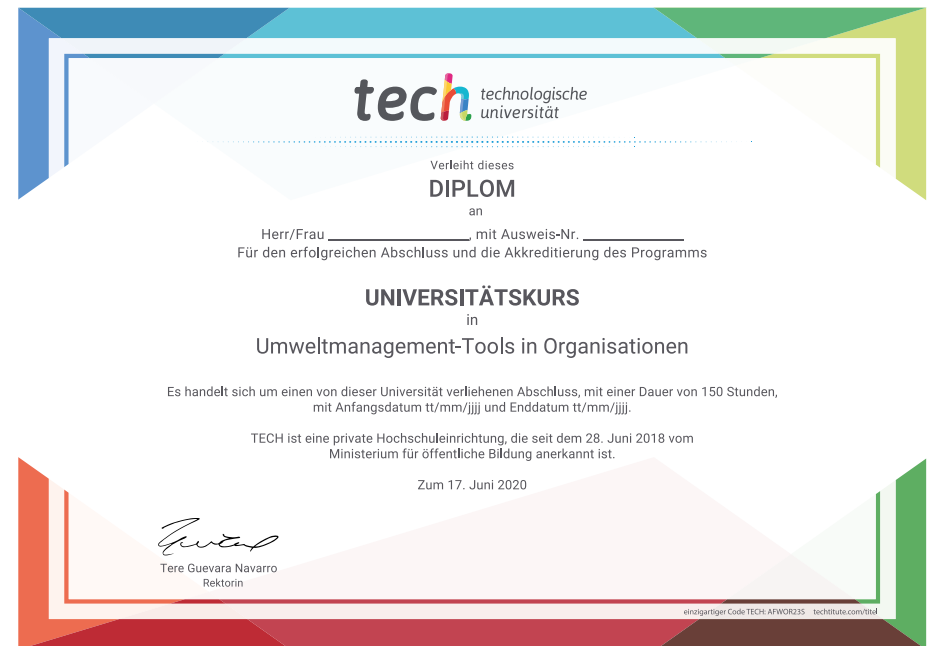 tech technologische
universität
Verleiht dieses
DIPLOM
an
Herr/Frau ____________________, mit Ausweis-Nr. ______________
Für den erfolgreichen Abschluss und die Akkreditierung des Programms
UNIVERSITÄTSKURS
in
Umweltmanagement-Tools in Organisationen
Es handelt sich um einen von dieser Universität verliehenen Abschluss, mit einer Dauer von 150 Stunden,
mit Anfangsdatum tt/mm/jjjj und Enddatum tt/mm/jjjj.
TECH ist eine private Hochschuleinrichtung, die seit dem 28. Juni 2018 vom
Ministerium für öffentliche Bildung anerkannt ist.
Zum 17. Juni 2020
Tere Guevara Navarro
Rektorin
einzigartiger Code TECH: AFWOR23S techtitute.com/titel